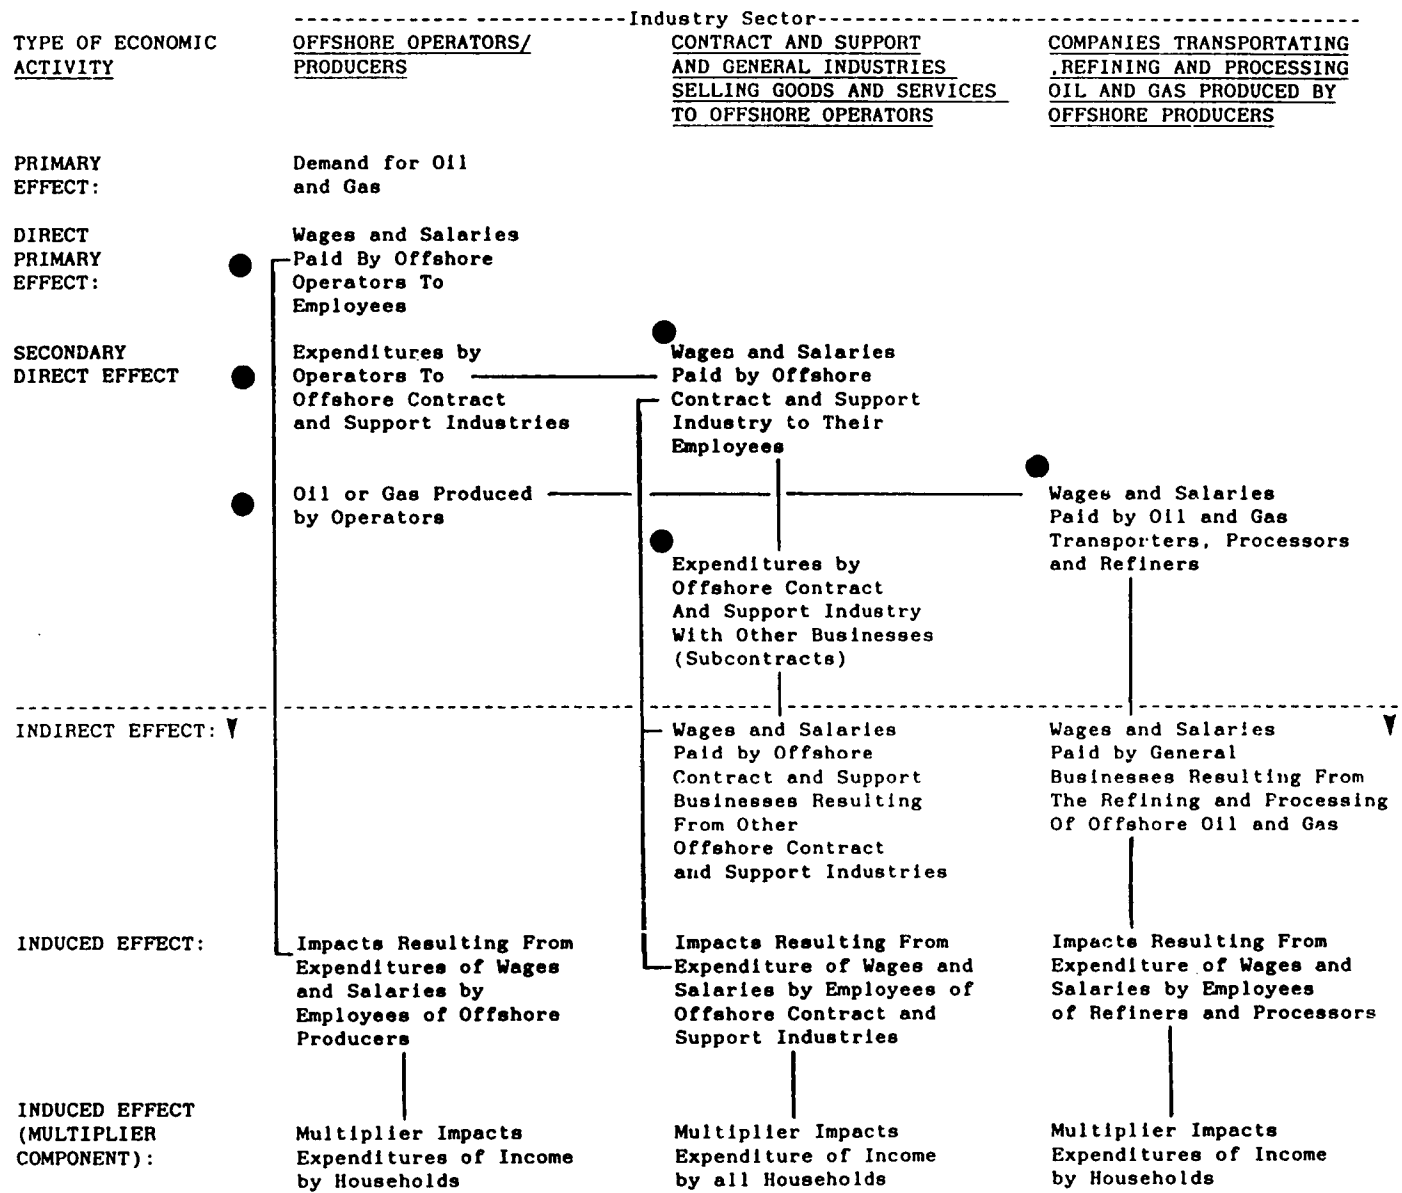 Industry Sector
TYPE OF ECONOMIC
ACTIVITY
OFFSHORE OPERATORS/
PRODUCERS
CONTRACT AND SUPPORT
AND GENERAL INDUSTRIES
SELLING GOODS AND SERVICES
TO OFFSHORE OPERATORS
COMPANIES TRANSPORTATING
,REFINING AND PROCESSING
OIL AND GAS PRODUCED BY
OFFSHORE PRODUCERS
PRIMARY
EFFECT:
Demand for Oil
and Gas
DIRECT
PRIMARY
EFFECT:
Wages and Salaries
Paid By Offshore
Operators To
Employees
SECONDARY
DIRECT EFFECT
Expenditures by
Operators To
Offshore Contract
and Support Industries
Wages and Salaries
Paid by Offshore
Contract and Support
Industry to Their
Employees
Oil or Gas Produced
by Operators
Wages and Salaries
Paid by Oil and Gas
Transporters, Processors
and Refiners
Expenditures by
Offshore Contract
And Support Industry
With Other Businesses
(Subcontracts)
INDIRECT EFFECT:
Wages and Salaries
Paid by Offshore
Contract and Support
Businesses Resulting
From Other
Offshore Contract
and Support Industries
Wages and Salaries
Paid by General
Businesses Resulting From
The Refining and Processing
Of Offshore Oil and Gas
INDUCED EFFECT:
Impacts Resulting From
Expenditures of Wages
and Salaries by
Employees of Offshore
Producers
Impacts Resulting From
Expenditure of Wages and
Salaries by Employees of
Offshore Contract and
Support Industries
Impacts Resulting From
Expenditure of Wages and
Salaries by Employees
of Refiners and Processors
INDUCED EFFECT
(MULTIPLIER
COMPONENT):
Multiplier Impacts
Expenditures of Income
by Households
Multiplier Impacts
Expenditure of Income
by all Households
Multiplier Impacts
Expenditures of Income
by Households